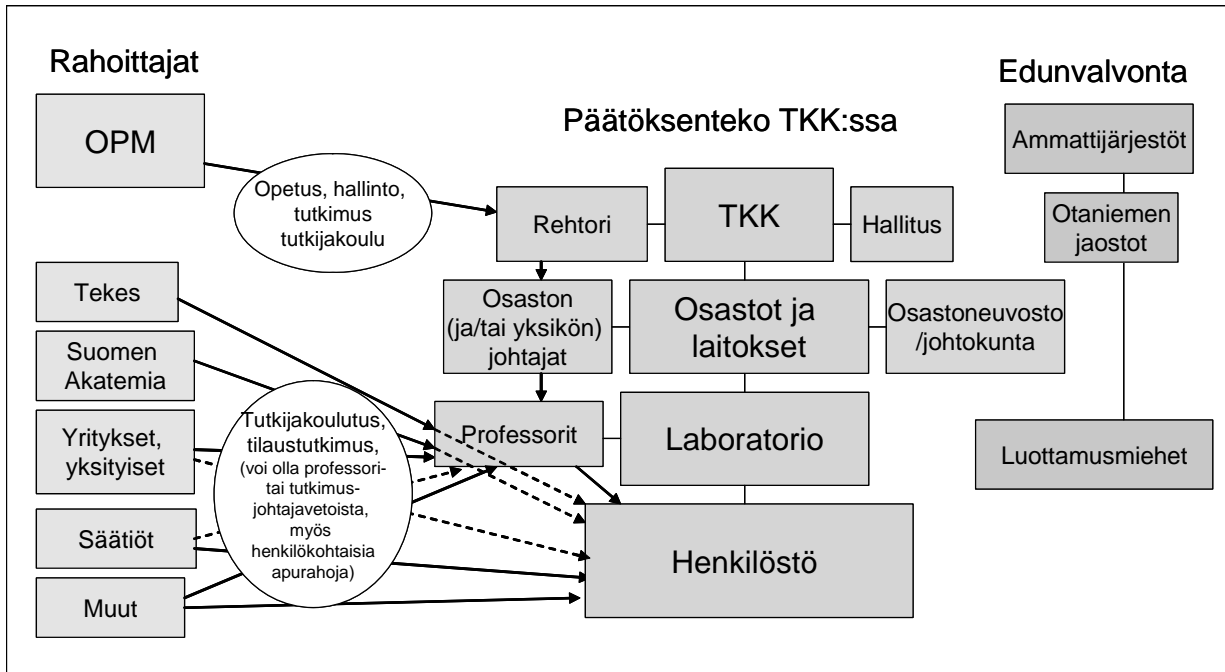 Rahoittajat
OPM
Opetus, hallinto,
tutkimus
tutkijakoulu
Tekes
Suomen
Akatemia
Yritykset,
yksityiset
Säätiöt
Muut
Tutkijakoulutus,
tilaustutkimus,
(voi olla professori-
tai tutkimus-
johtajavetoista,
myös
henkilökohtaisia
apurahoja)
Päätöksenteko TKK:ssa
Rehtori
TKK
Hallitus
Osaston
(ja/tai yksikön)
johtajat
Osastot ja
laitokset
Osastoneuvosto
/johtokunta
Professorit
Laboratorio
Henkilöstö
Edunvalvonta
Ammattijärjestöt
Otaniemen
jaostot
Luottamusmiehet